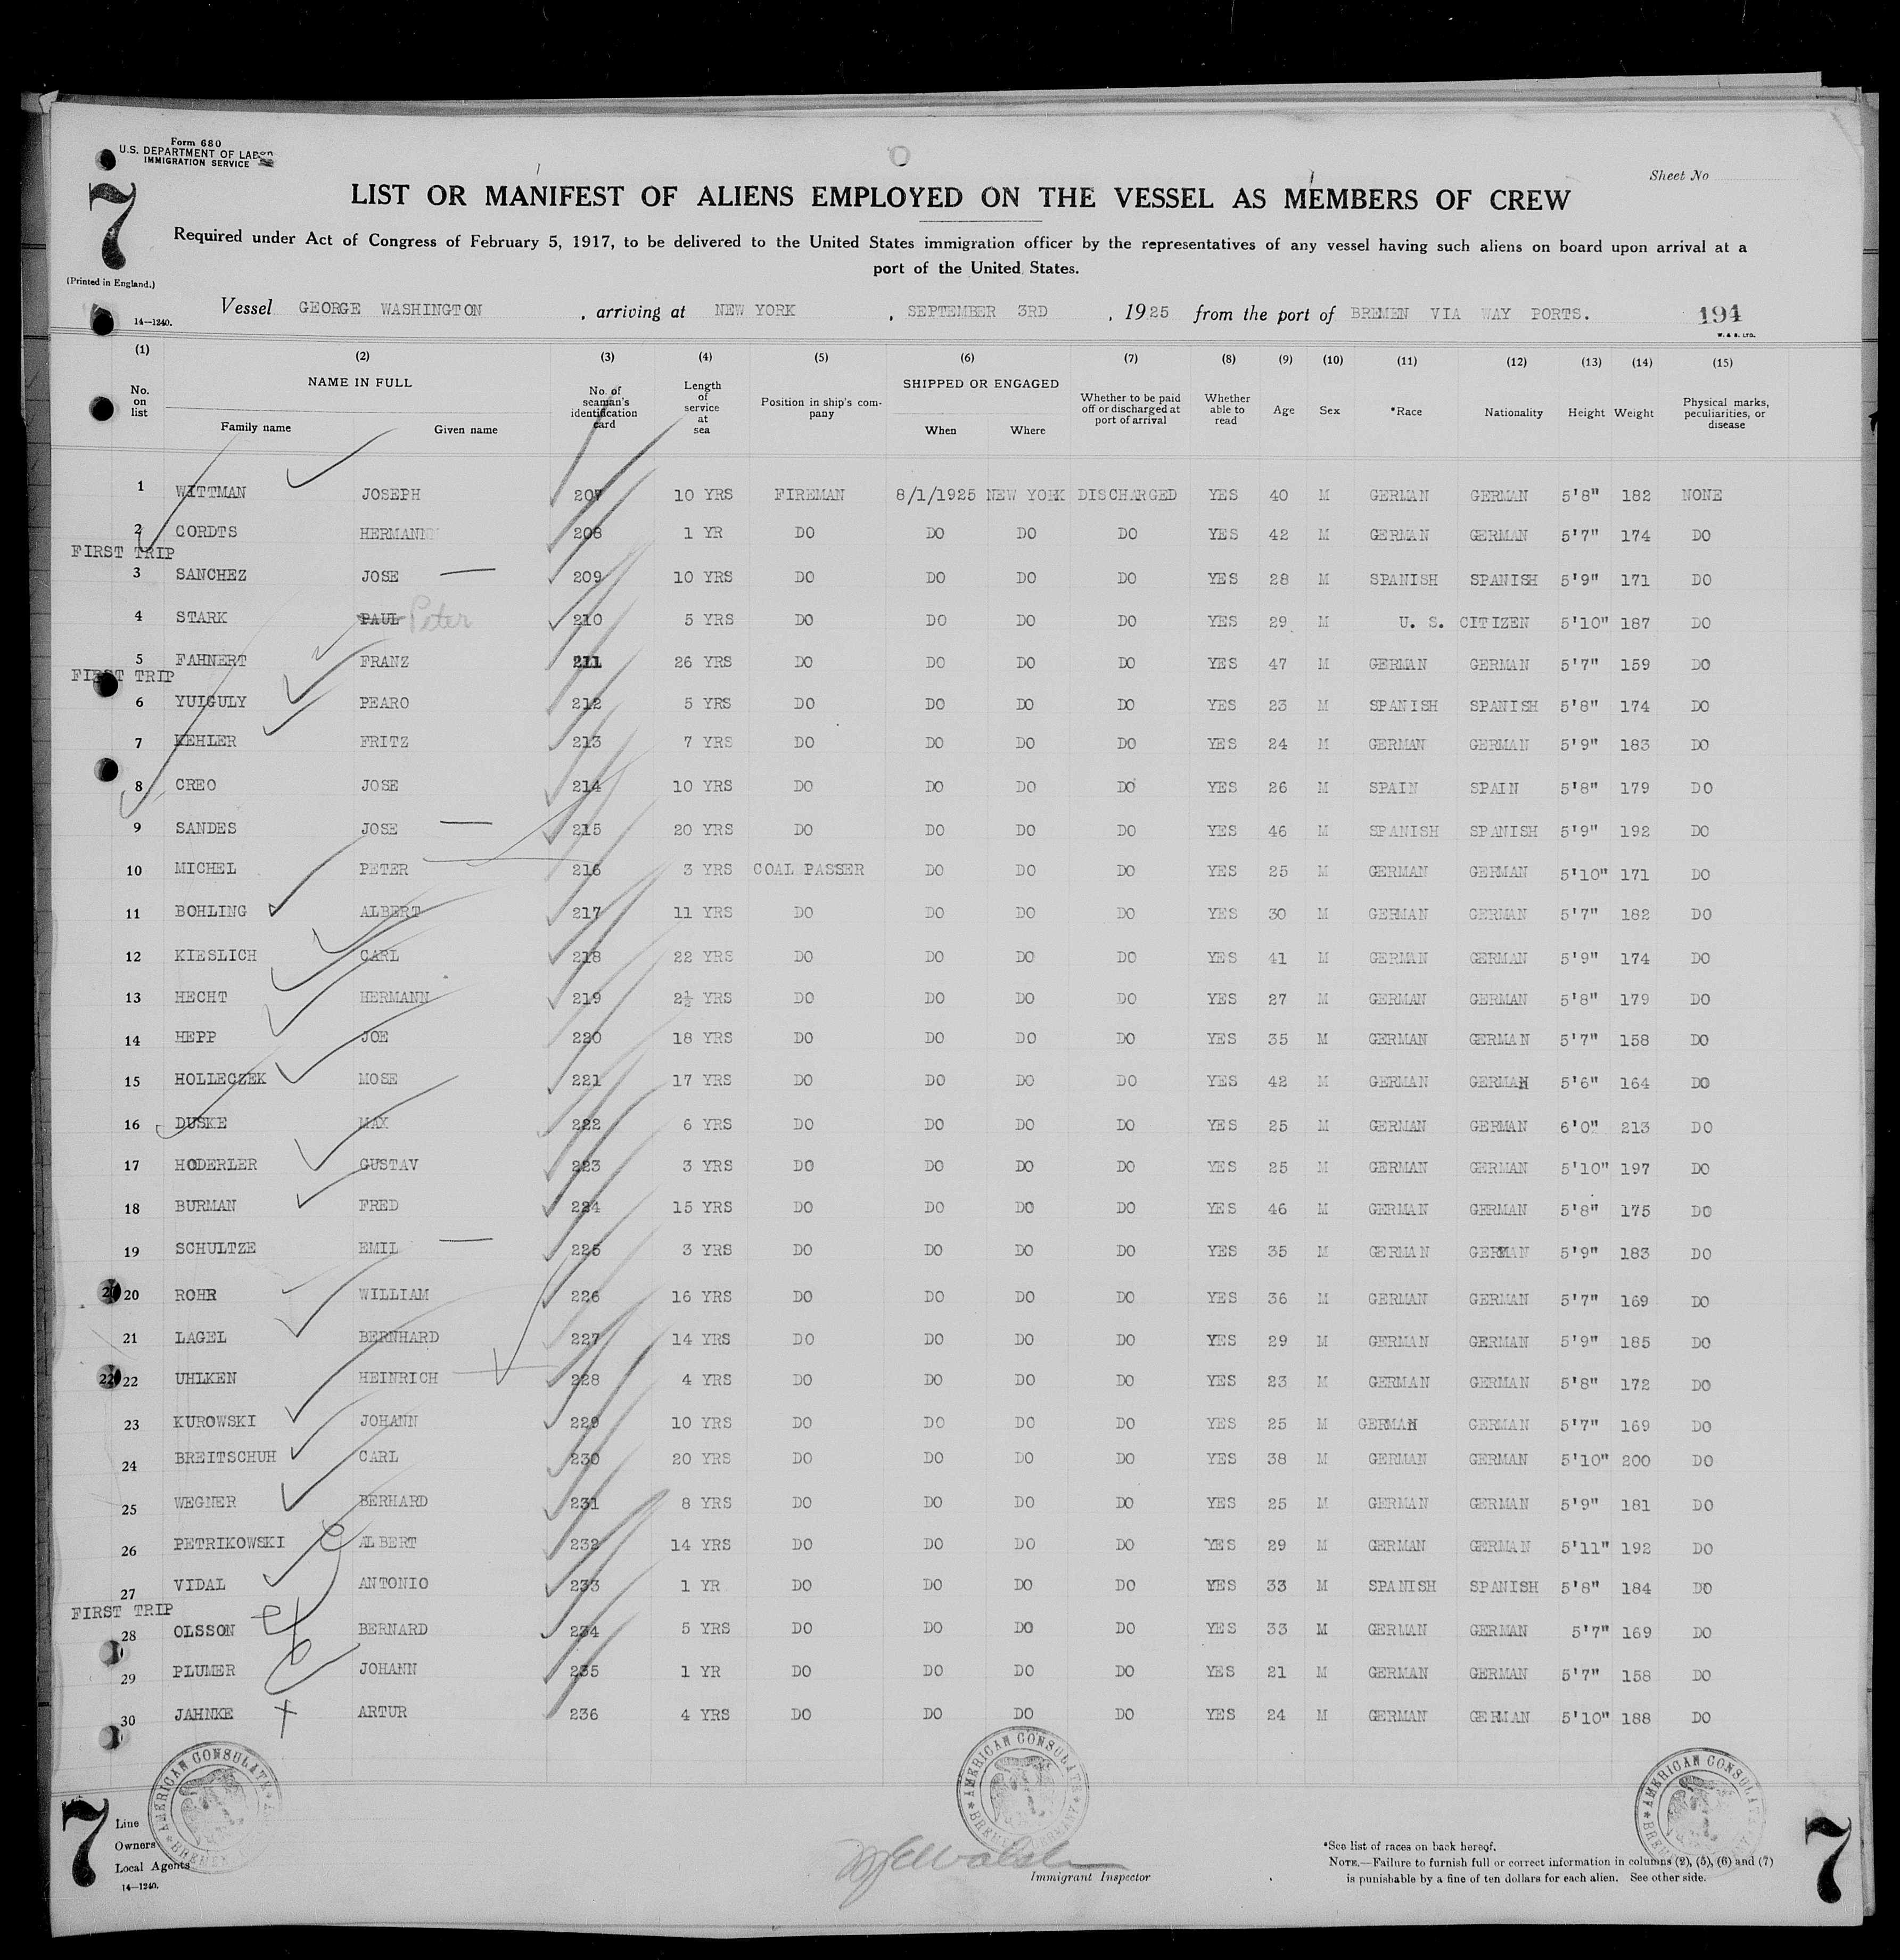 Form 680
U.S. DEPARTMENT OF LABOR
IMMIGRATION SERVICE
7
(Printed in England.)
Sheet No
LIST OR MANIFEST OF ALIENS EMPLOYED ON THE VESSEL AS MEMBERS OF CREW
Required under Act of Congress of February 5, 1917, to be delivered to the United States immigration officer by the representatives of any vessel having such aliens on board upon arrival at a
port of the United States.
Vessel GEORGE WASHINGTON , arriving at NEW YORK , SEPTEMBER 3RD , 1925 from the port of BREMEN VIA WAY PORTS. 194
14—1240.
W. & S. LTD.
(1) (2) (3) (4) (5) (6) (7) (8) (9) (10) (11) (12) (13) (14) (15)
No. on list NAME IN FULL Family name Given name No. of seaman's identification card Length of service at sea Position in ship's company SHIPPED OR ENGAGED When Where Whether to be paid off or discharged at port of arrival Whether able to read Age Sex *Race Nationality Height Weight Physical marks, peculiarities, or disease
1 WITTMAN JOSEPH 207 10 YRS FIREMAN 8/1/1925 NEW YORK DISCHARGED YES 40 M GERMAN GERMAN 5'8" 182 NONE
2 CORDTS HERMANN 208 1 YR DO DO DO DO YES 42 M GERMAN GERMAN 5'7" 174 DO
FIRST TRIP
3 SANCHEZ JOSE 209 10 YRS DO DO DO DO YES 28 M SPANISH SPANISH 5'9" 171 DO
4 STARK PAUL Peter 210 5 YRS DO DO DO DO YES 29 M U. S. CITIZEN 5'10" 187 DO
5 FAHNERT FRANZ 211 26 YRS DO DO DO DO YES 47 M GERMAN GERMAN 5'7" 159 DO
FIRST TRIP
6 YUIGULY PEARO 212 5 YRS DO DO DO DO YES 23 M SPANISH SPANISH 5'8" 174 DO
7 KEHLER FRITZ 213 7 YRS DO DO DO DO YES 24 M GERMAN GERMAN 5'9" 183 DO
8 CREO JOSE 214 10 YRS DO DO DO DO YES 26 M SPAIN SPAIN 5'8" 179 DO
9 SANDES JOSE 215 20 YRS DO DO DO DO YES 46 M SPANISH SPANISH 5'9" 192 DO
10 MICHEL PETER 216 3 YRS COAL PASSER DO DO DO YES 25 M GERMAN GERMAN 5'10" 171 DO
11 BOHLING ALBERT 217 11 YRS DO DO DO DO YES 30 M GERMAN GERMAN 5'7" 182 DO
12 KIESLICH CARL 218 22 YRS DO DO DO DO YES 41 M GERMAN GERMAN 5'9" 174 DO
13 HECHT HERMANN 219 2½ YRS DO DO DO DO YES 27 M GERMAN GERMAN 5'8" 179 DO
14 HEPP JOE 220 18 YRS DO DO DO DO YES 35 M GERMAN GERMAN 5'7" 158 DO
15 HOLLECZEK MOSE 221 17 YRS DO DO DO DO YES 42 M GERMAN GERMAN 5'6" 164 DO
16 DUSKE MAX 222 6 YRS DO DO DO DO YES 25 M GERMAN GERMAN 6'0" 213 DO
17 HODERLER GUSTAV 223 3 YRS DO DO DO DO YES 25 M GERMAN GERMAN 5'10" 197 DO
18 BURMAN FRED 224 15 YRS DO DO DO DO YES 46 M GERMAN GERMAN 5'8" 175 DO
19 SCHULTZE EMIL 225 3 YRS DO DO DO DO YES 35 M GERMAN GERMAN 5'9" 183 DO
20 ROHR WILLIAM 226 16 YRS DO DO DO DO YES 36 M GERMAN GERMAN 5'7" 169 DO
21 LAGEL BERNHARD 227 14 YRS DO DO DO DO YES 29 M GERMAN GERMAN 5'9" 185 DO
22 UHLKEN HEINRICH 228 4 YRS DO DO DO DO YES 23 M GERMAN GERMAN 5'8" 172 DO
23 KUROWSKI JOHANN 229 10 YRS DO DO DO DO YES 25 M GERMAN GERMAN 5'7" 169 DO
24 BREITSCHUH CARL 230 20 YRS DO DO DO DO YES 38 M GERMAN GERMAN 5'10" 200 DO
25 WEGNER BERHARD 231 8 YRS DO DO DO DO YES 25 M GERMAN GERMAN 5'9" 181 DO
26 PETRIKOWSKI ALBERT 232 14 YRS DO DO DO DO YES 29 M GERMAN GERMAN 5'11" 192 DO
27 VIDAL ANTONIO 233 1 YR DO DO DO DO YES 33 M SPANISH SPANISH 5'8" 184 DO
FIRST TRIP
28 OLSSON BERNARD 234 5 YRS DO DO DO DO YES 33 M GERMAN GERMAN 5'7" 169 DO
29 PLUMER JOHANN 235 1 YR DO DO DO DO YES 21 M GERMAN GERMAN 5'7" 158 DO
30 JAHNKE ARTUR 236 4 YRS DO DO DO DO YES 24 M GERMAN GERMAN 5'10" 188 DO
AMERICAN CONSULATE BREMEN
AMERICAN CONSULATE BREMEN GERMANY
AMERICAN CONSULATE
7
Line
Owners
Local Agents
14—1240.
Immigrant Inspector
*See list of races on back hereof.
NOTE.—Failure to furnish full or correct information in columns (2), (5), (6) and (7)
is punishable by a fine of ten dollars for each alien. See other side.
7